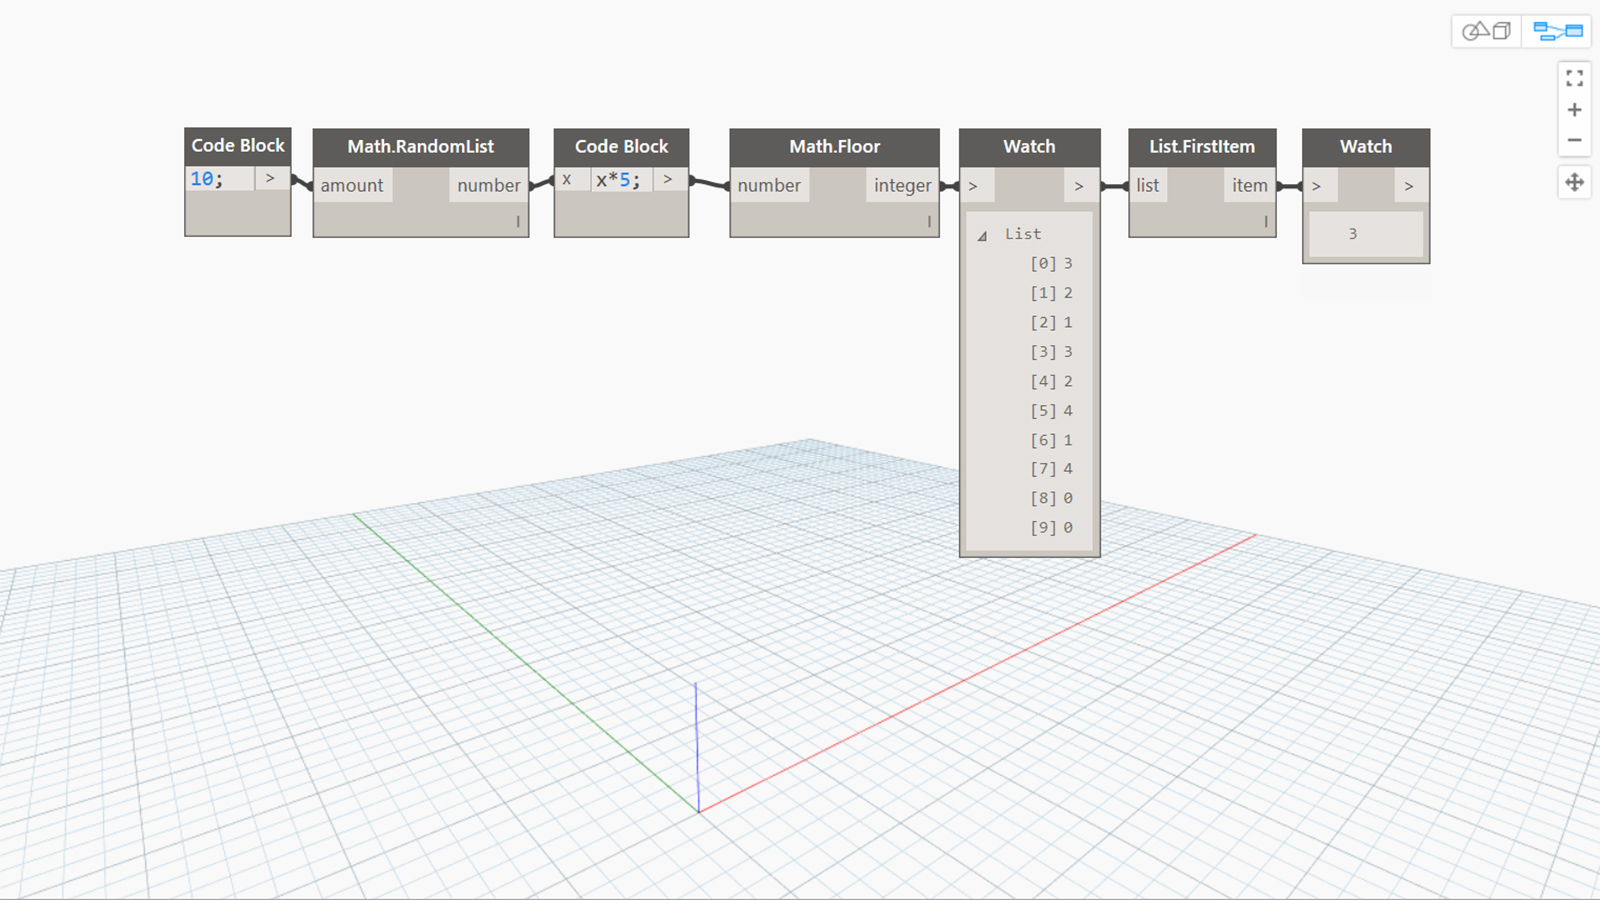 Code Block
10; >
Math.RandomList
amount number
l
Code Block
x x*5; >
Math.Floor
number integer
l
Watch
> >
List
[0] 3
[1] 2
[2] 1
[3] 3
[4] 2
[5] 4
[6] 1
[7] 4
[8] 0
[9] 0
List.FirstItem
list item
l
Watch
> >
3